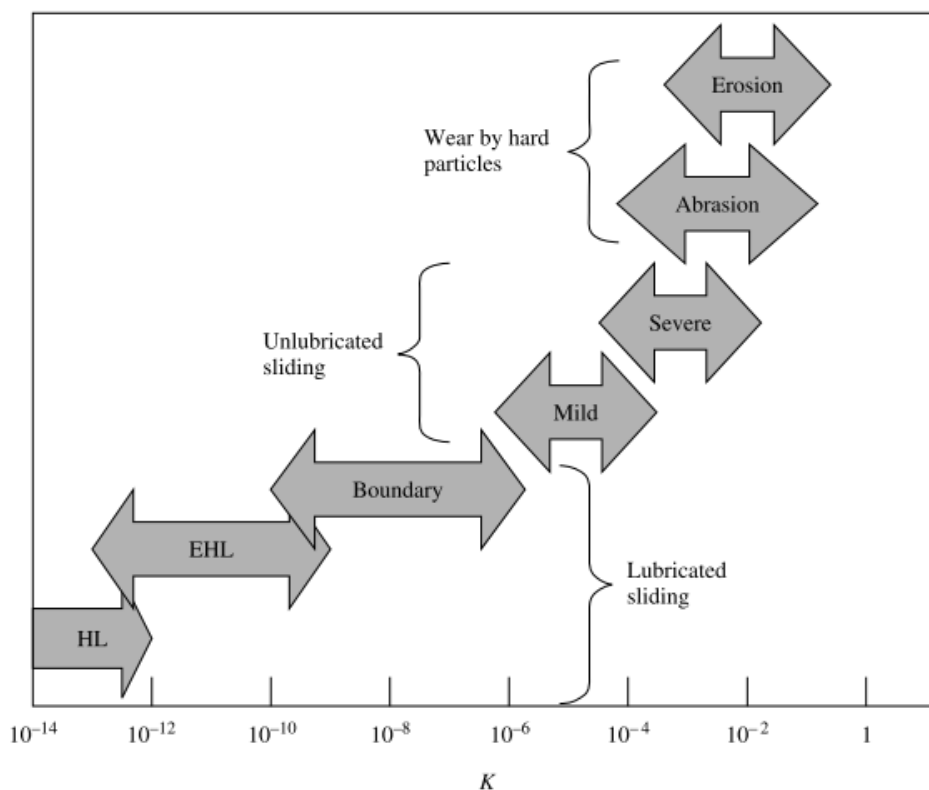 Erosion
Wear by hard
particles
Abrasion
Severe
Unlubricated
sliding
Mild
Boundary
EHL
Lubricated
sliding
HL
10⁻¹⁴ 10⁻¹² 10⁻¹⁰ 10⁻⁸ 10⁻⁶ 10⁻⁴ 10⁻² 1
K